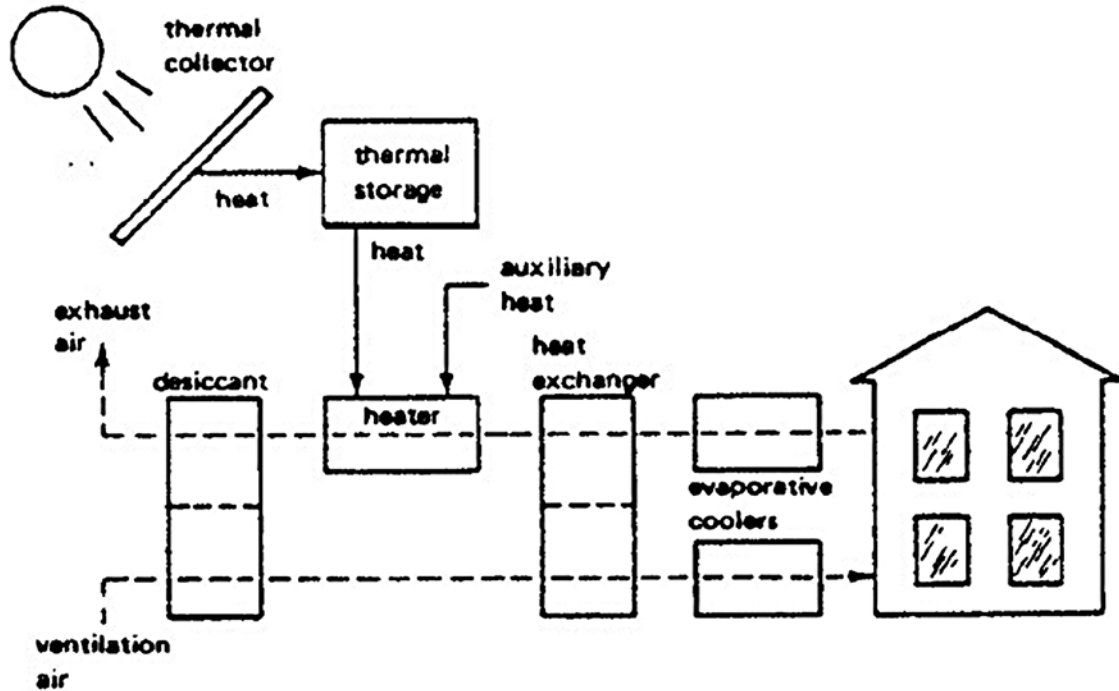 thermal
collector
thermal
storage
heat
heat
auxiliary
heat
exhaust
air
heat
exchanger
desiccant
heater
evaporative
coolers
ventilation
air